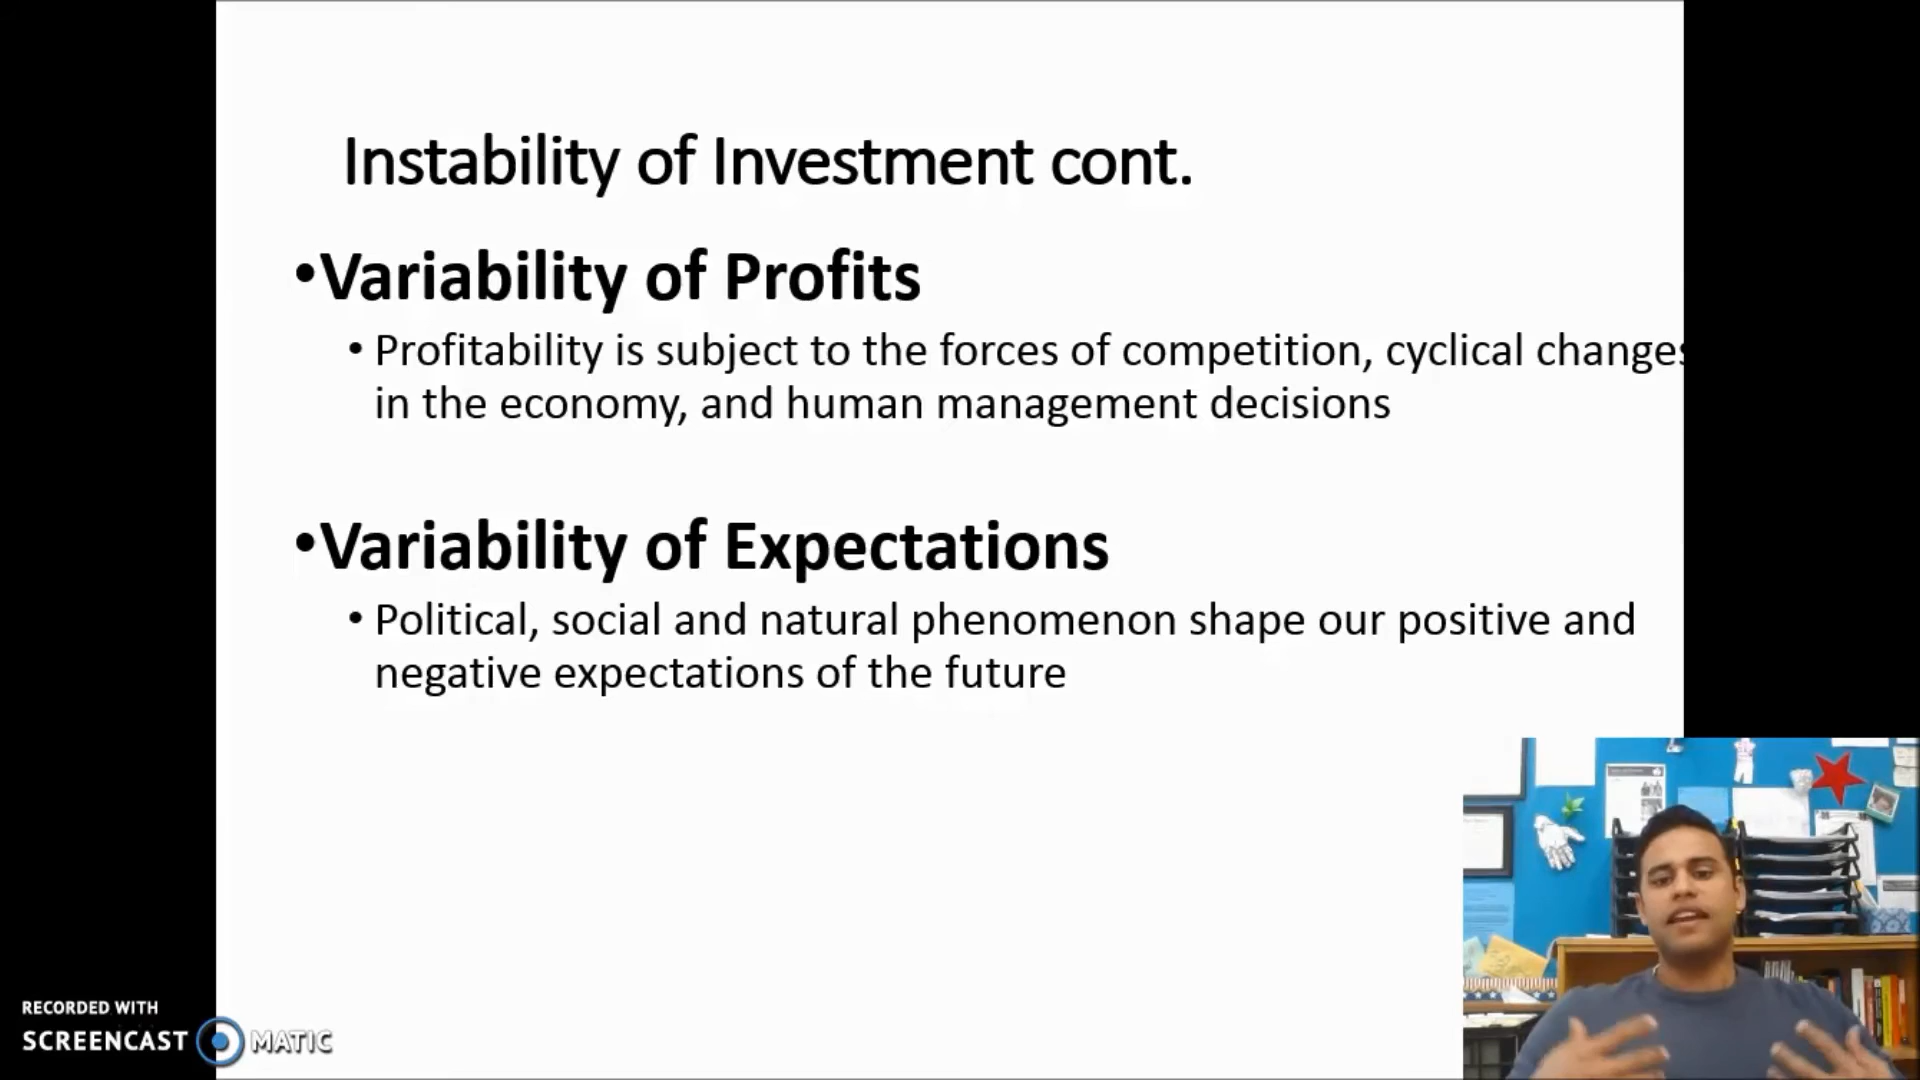 Instability of Investment cont.
•Variability of Profits
• Profitability is subject to the forces of competition, cyclical changes
in the economy, and human management decisions
•Variability of Expectations
• Political, social and natural phenomenon shape our positive and
negative expectations of the future
RECORDED WITH
SCREENCAST MATIC